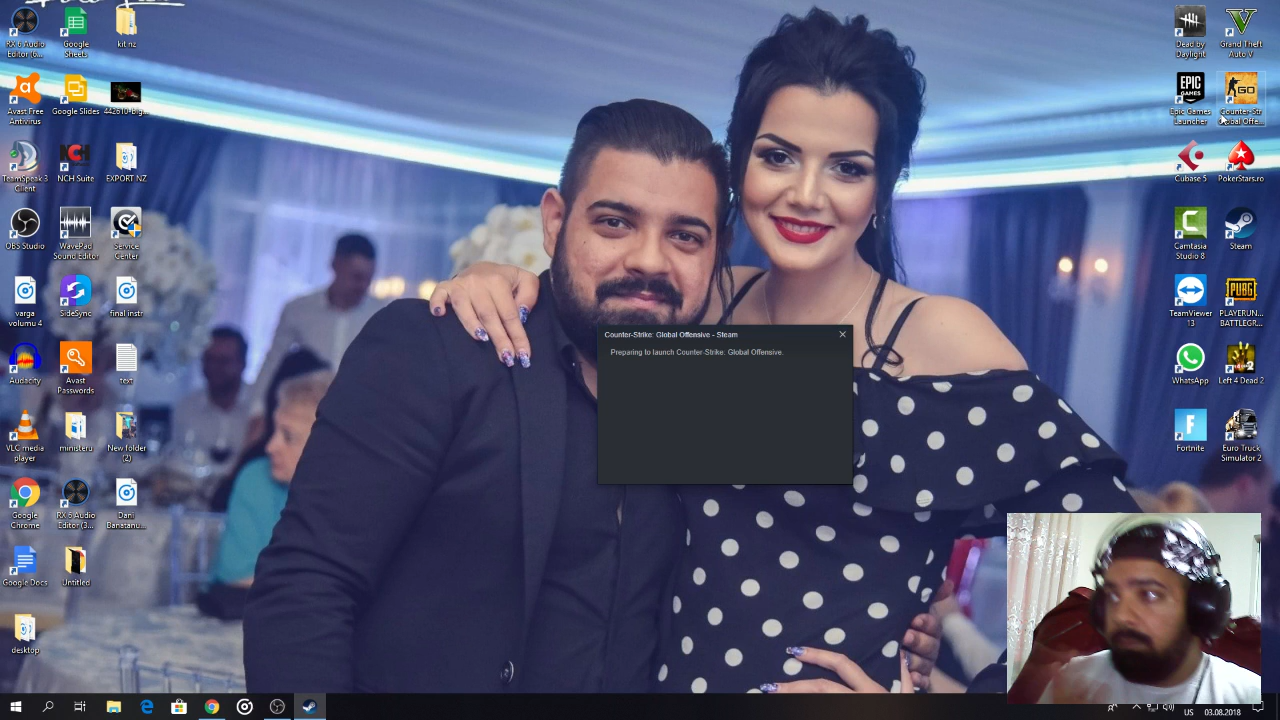 RX 6 Audio
Editor (6...
Google
Sheets
kit nz
Avast Free
Antivirus
Google Slides
TeamSpeak 3
Client
NCH
NCH Suite
EXPORT NZ
OBS Studio
WavePad
Sound Editor
Service
Center
varga
volumu 4
SideSync
final instr
Audacity
Avast
Passwords
text
VLC media
player
ministeru
New folder
(2)
Google
Chrome
RX 6 Audio
Editor (3...
Dani
Banatanu...
Google Docs
Untitled
desktop
Counter-Strike: Global Offensive - Steam
Preparing to launch Counter-Strike: Global Offensive.
Dead by
Daylight
Grand Theft
Auto V
EPIC
GAMES
Epic Games
Launcher
GO
Counter-Str...
Global Offe...
Cubase 5
PokerStars.ro
Camtasia
Studio 8
Steam
TeamViewer
13
PUBG
PLAYERUN...
BATTLEGR...
WhatsApp
Left 4 Dead 2
F
Fortnite
Euro Truck
Simulator 2
US
03.08.2018